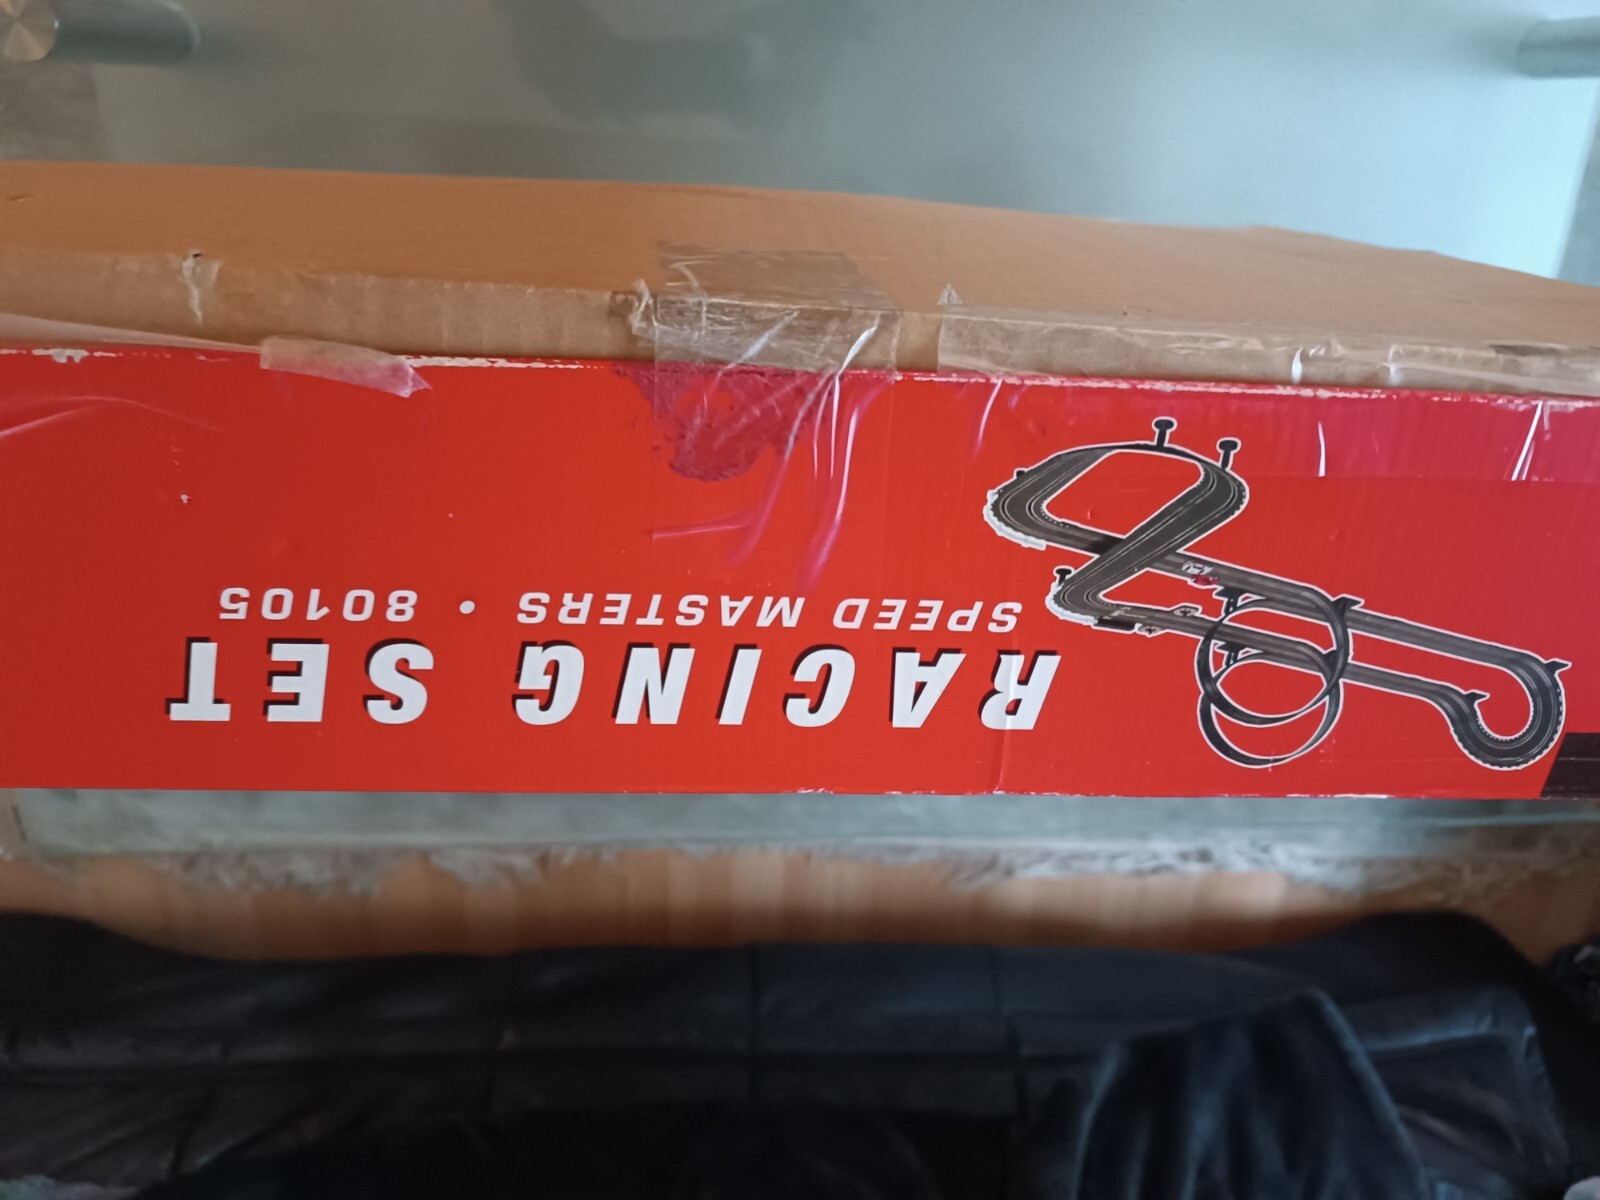 RACING SET
SPEED MASTERS • 80105